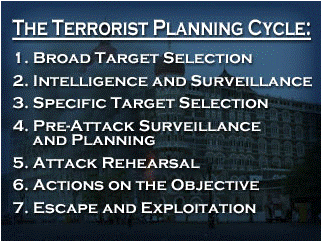 The Terrorist Planning Cycle:
1. Broad Target Selection
2. Intelligence and Surveillance
3. Specific Target Selection
4. Pre-Attack Surveillance
and Planning
5. Attack Rehearsal
6. Actions on the Objective
7. Escape and Exploitation